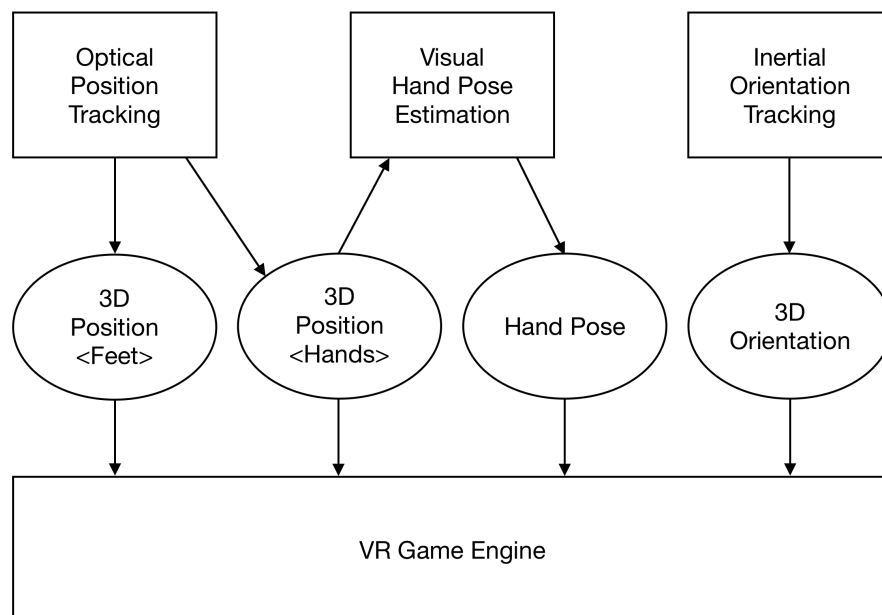 Optical
Position
Tracking
Visual
Hand Pose
Estimation
Inertial
Orientation
Tracking
3D
Position
<Feet>
3D
Position
<Hands>
Hand Pose
3D
Orientation
VR Game Engine